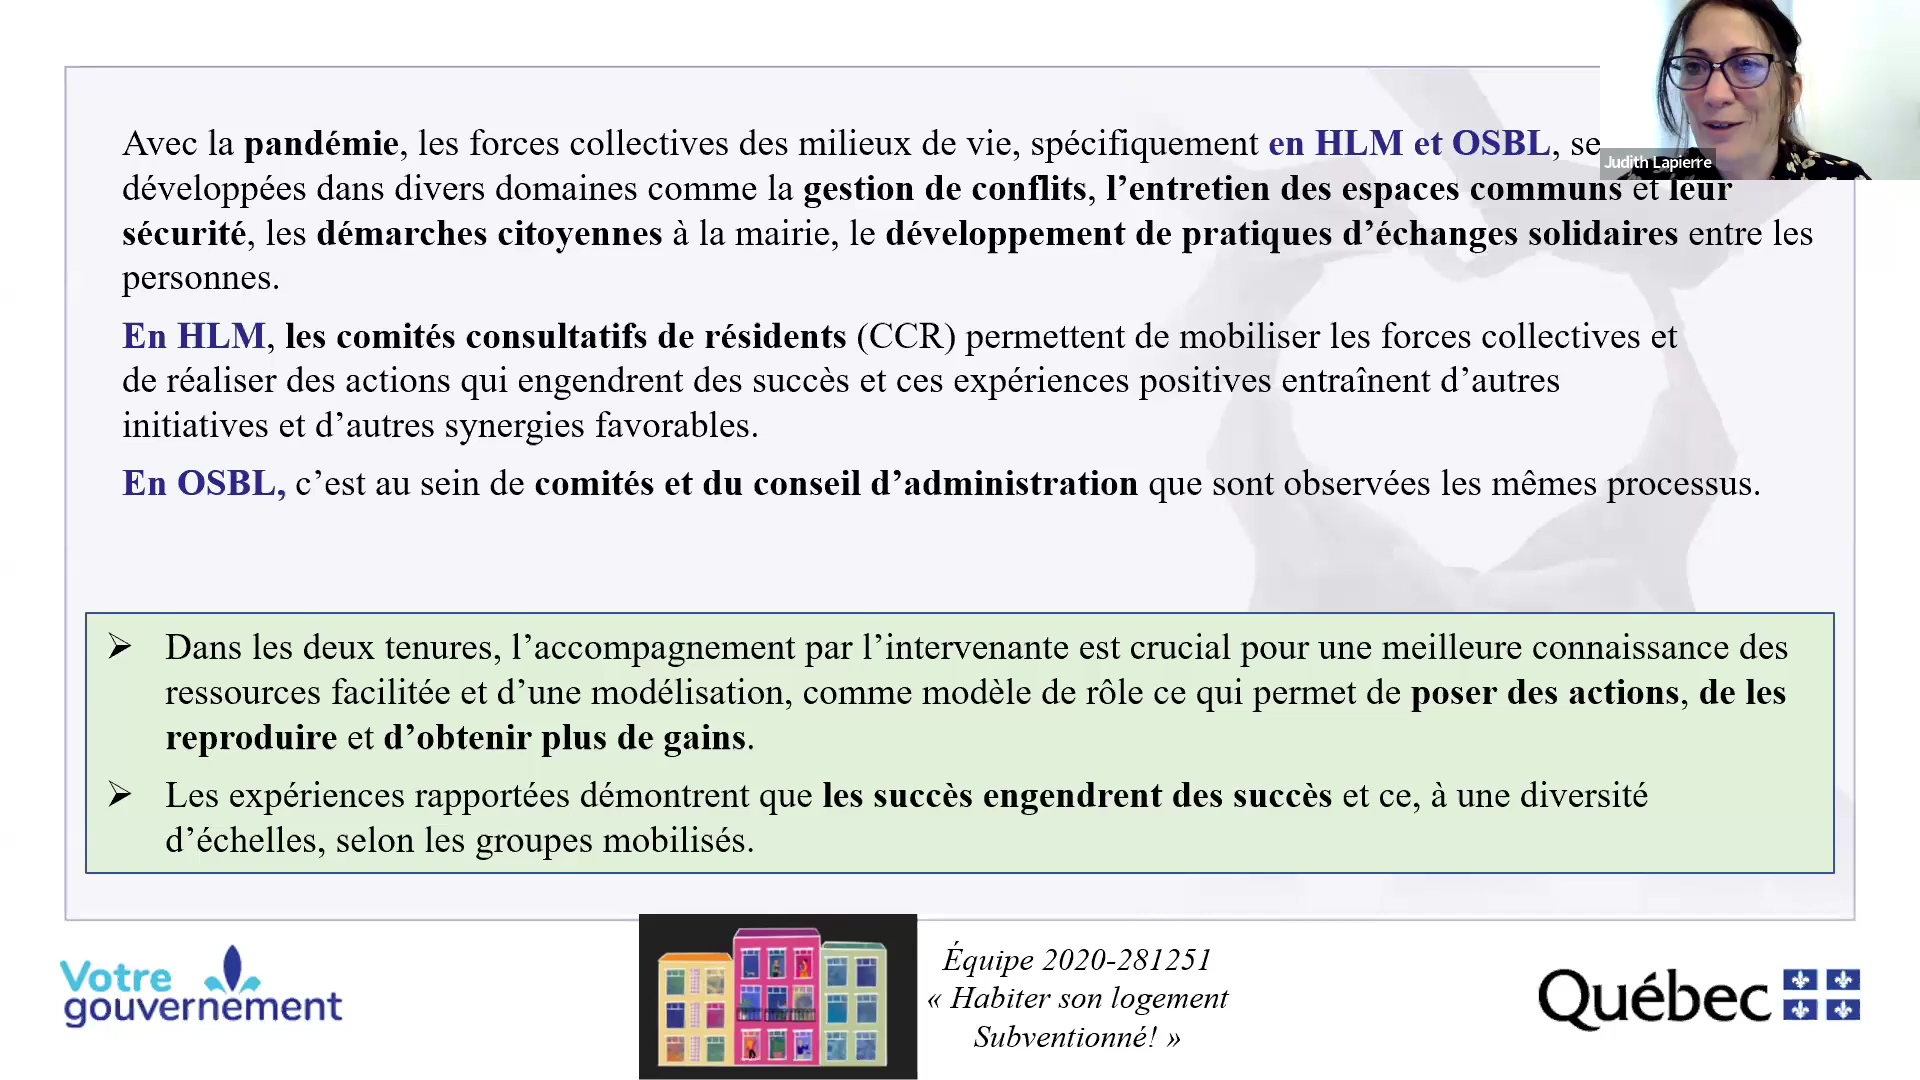 Avec la pandémie, les forces collectives des milieux de vie, spécifiquement en HLM et OSBL, se
Judith Lapierre
développées dans divers domaines comme la gestion de conflits, l’entretien des espaces communs et leur
sécurité, les démarches citoyennes à la mairie, le développement de pratiques d’échanges solidaires entre les
personnes.
En HLM, les comités consultatifs de résidents (CCR) permettent de mobiliser les forces collectives et
de réaliser des actions qui engendrent des succès et ces expériences positives entraînent d’autres
initiatives et d’autres synergies favorables.
En OSBL, c’est au sein de comités et du conseil d’administration que sont observées les mêmes processus.
➢ Dans les deux tenures, l’accompagnement par l’intervenante est crucial pour une meilleure connaissance des
ressources facilitée et d’une modélisation, comme modèle de rôle ce qui permet de poser des actions, de les
reproduire et d’obtenir plus de gains.
➢ Les expériences rapportées démontrent que les succès engendrent des succès et ce, à une diversité
d’échelles, selon les groupes mobilisés.
Votre
gouvernement
Équipe 2020-281251
« Habiter son logement
Subventionné! »
Québec